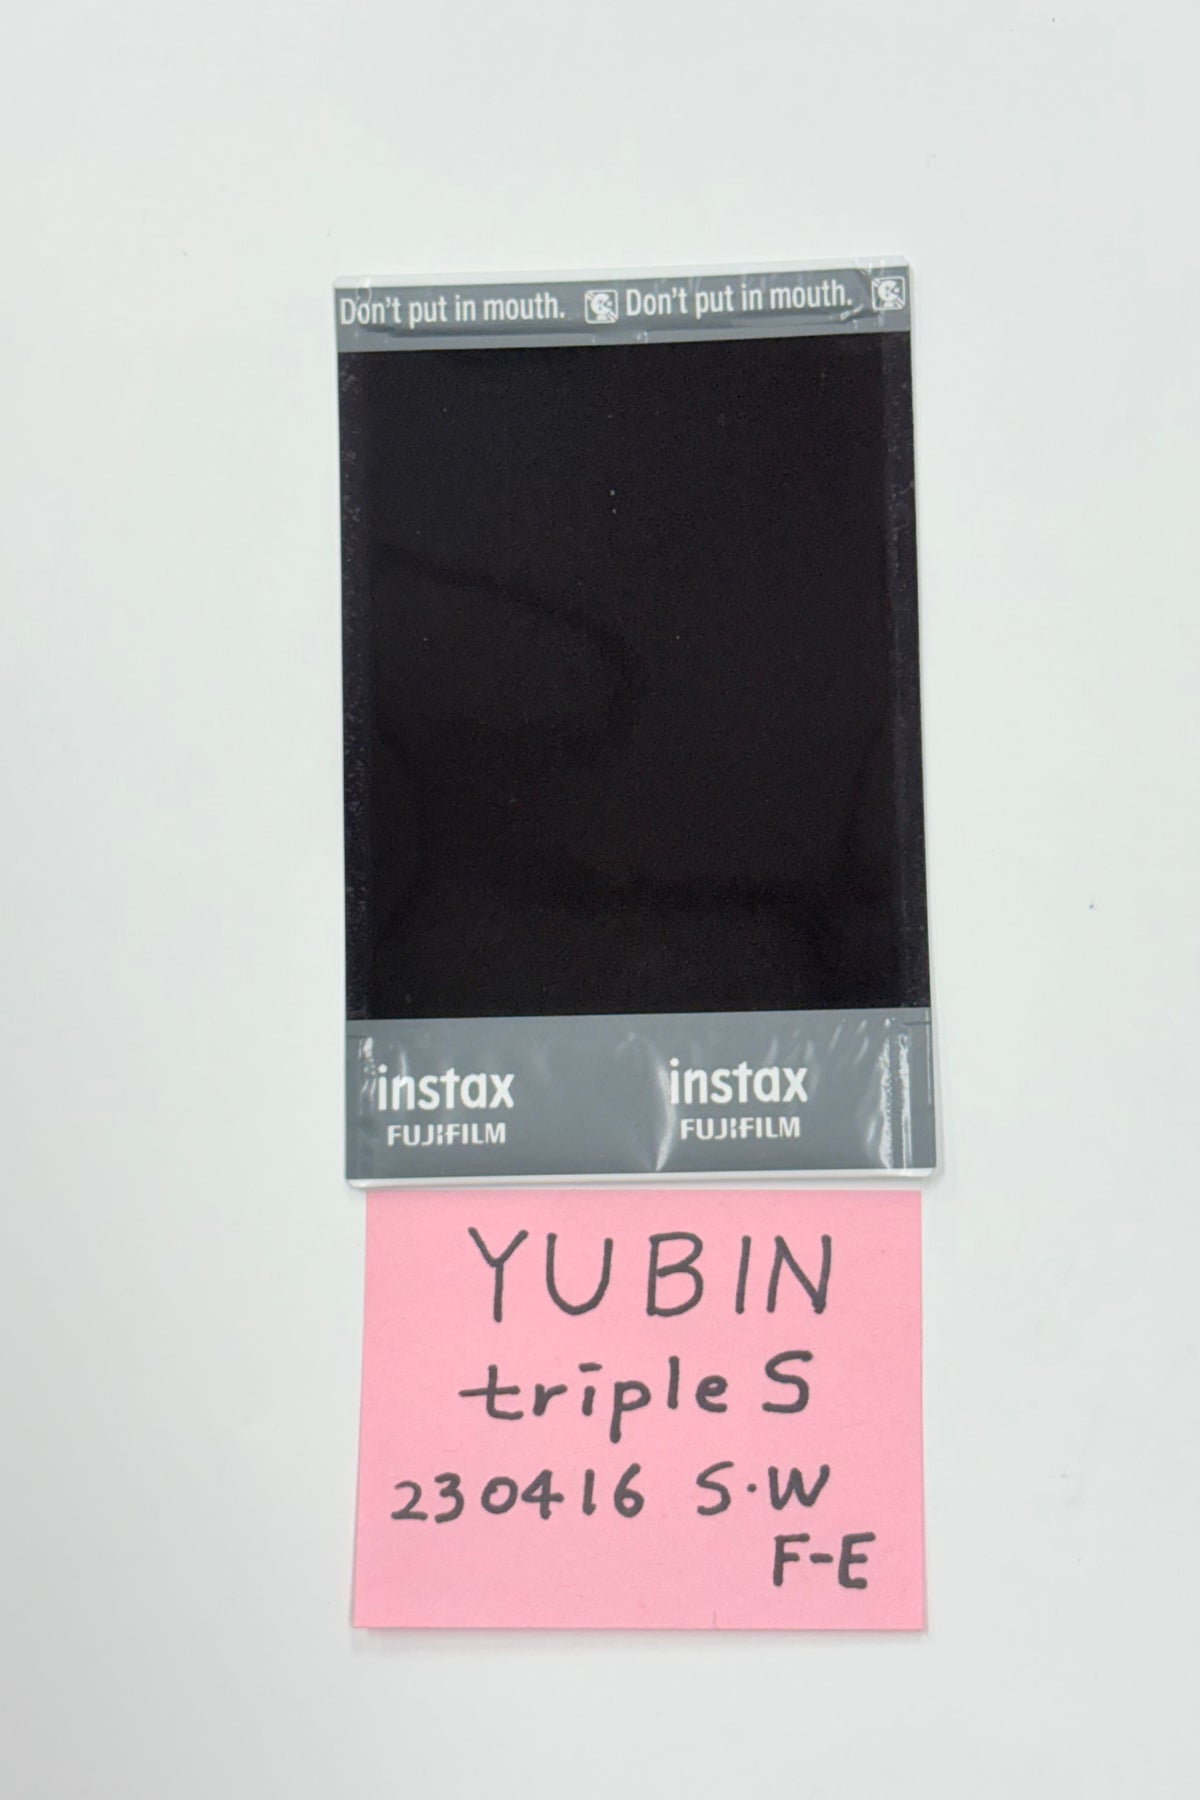 Don't put in mouth. Don't put in mouth.
instax instax
FUJIFILM FUJIFILM
YUBIN
tripleS
230416 S·W
F-E